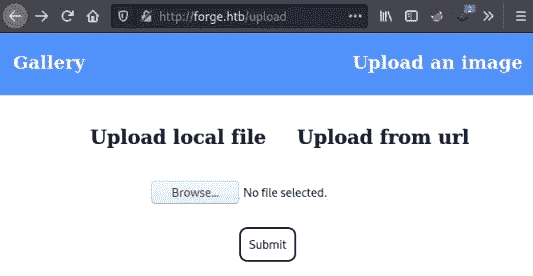 http://forge.htb/upload
2
Gallery Upload an image
Upload local file Upload from url
Browse... No file selected.
Submit